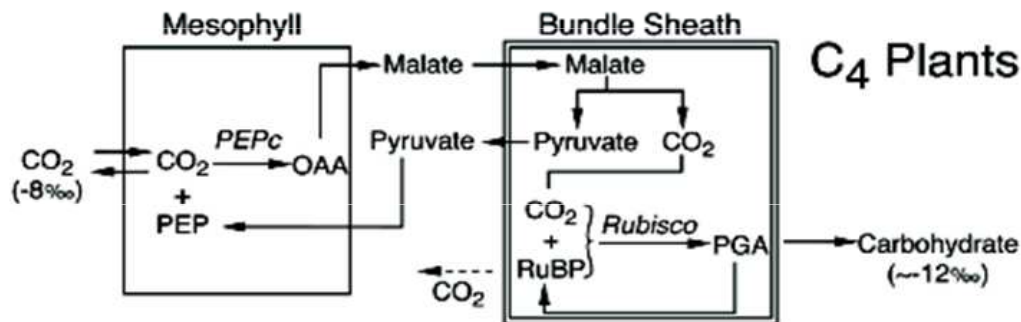 Mesophyll
Bundle Sheath
C4 Plants
Malate
Malate
PEPc
Pyruvate
Pyruvate
CO2
CO2
(-8‰)
CO2
OAA
+
PEP
CO2
+
RuBP
Rubisco
PGA
Carbohydrate
(~-12‰)
CO2